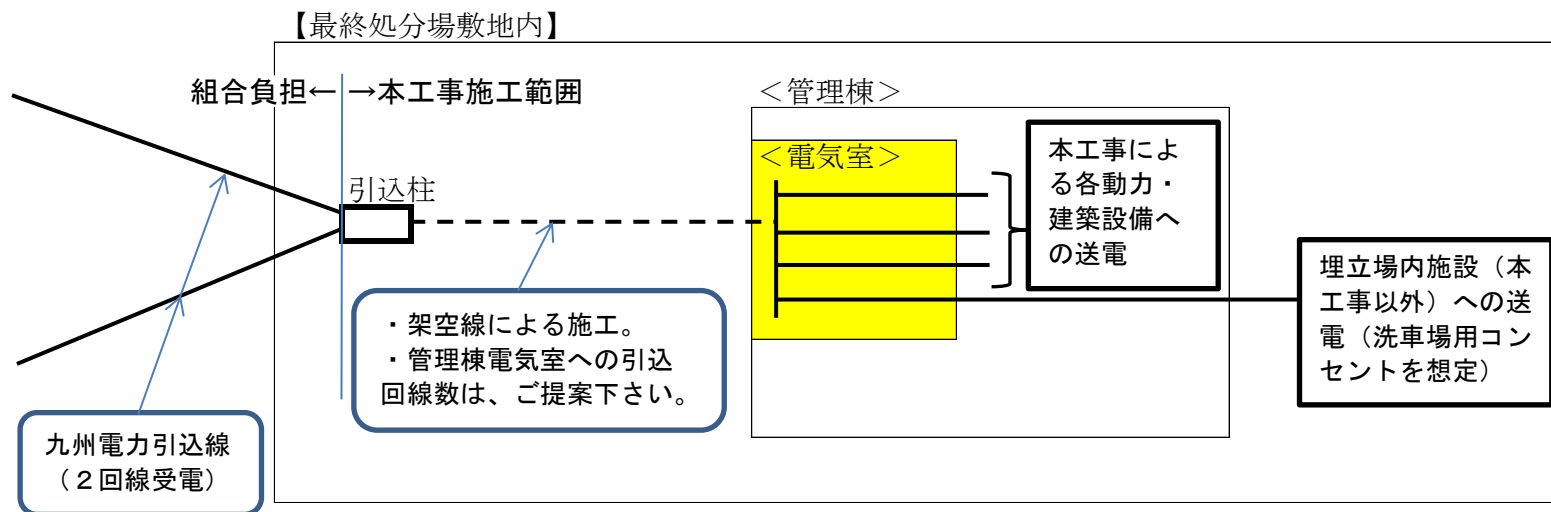 【最終処分場敷地内】
組合負担←
→本工事施工範囲
＜管理棟＞
＜電気室＞
引込柱
本工事によ
る各動力・
建築設備へ
の送電
埋立場内施設（本
工事以外）への送
電（洗車場用コン
セントを想定）
・架空線による施工。
・管理棟電気室への引込
回線数は、ご提案下さい。
九州電力引込線
（２回線受電）